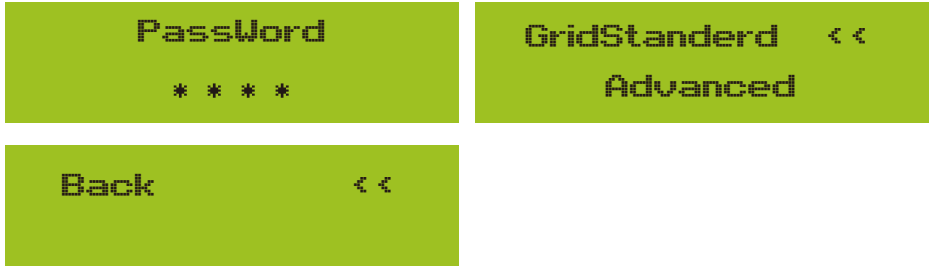 PassWord
* * * *
GridStanderd <<
Advanced
Back <<